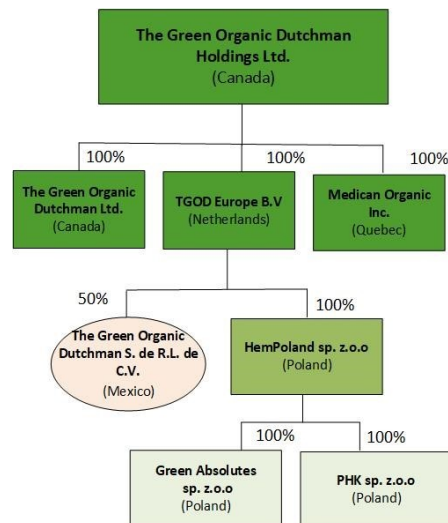 The Green Organic Dutchman
Holdings Ltd.
(Canada)
100%
100%
100%
The Green Organic
Dutchman Ltd.
(Canada)
TGOD Europe B.V
(Netherlands)
Medican Organic
Inc.
(Quebec)
50%
100%
The Green Organic
Dutchman S. de R.L. de
C.V.
(Mexico)
HemPoland sp. z.o.o
(Poland)
100%
100%
Green Absolutes
sp. z.o.o
(Poland)
PHK sp. z.o.o
(Poland)